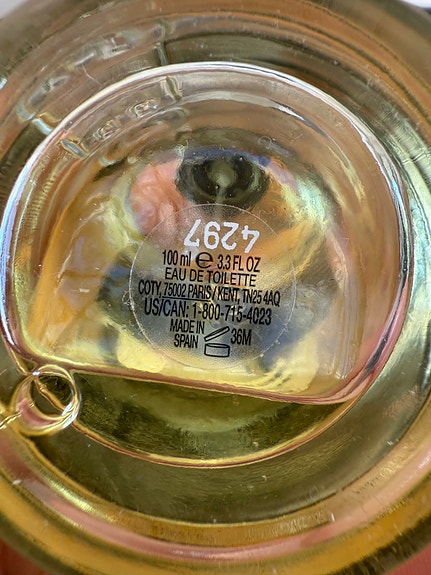 4297
100 ml ℮ 3.3 FL OZ
EAU DE TOILETTE
COTY, 75002 PARIS / KENT, TN25 4AQ
US/CAN: 1-800-715-4023
MADE IN
SPAIN
36M